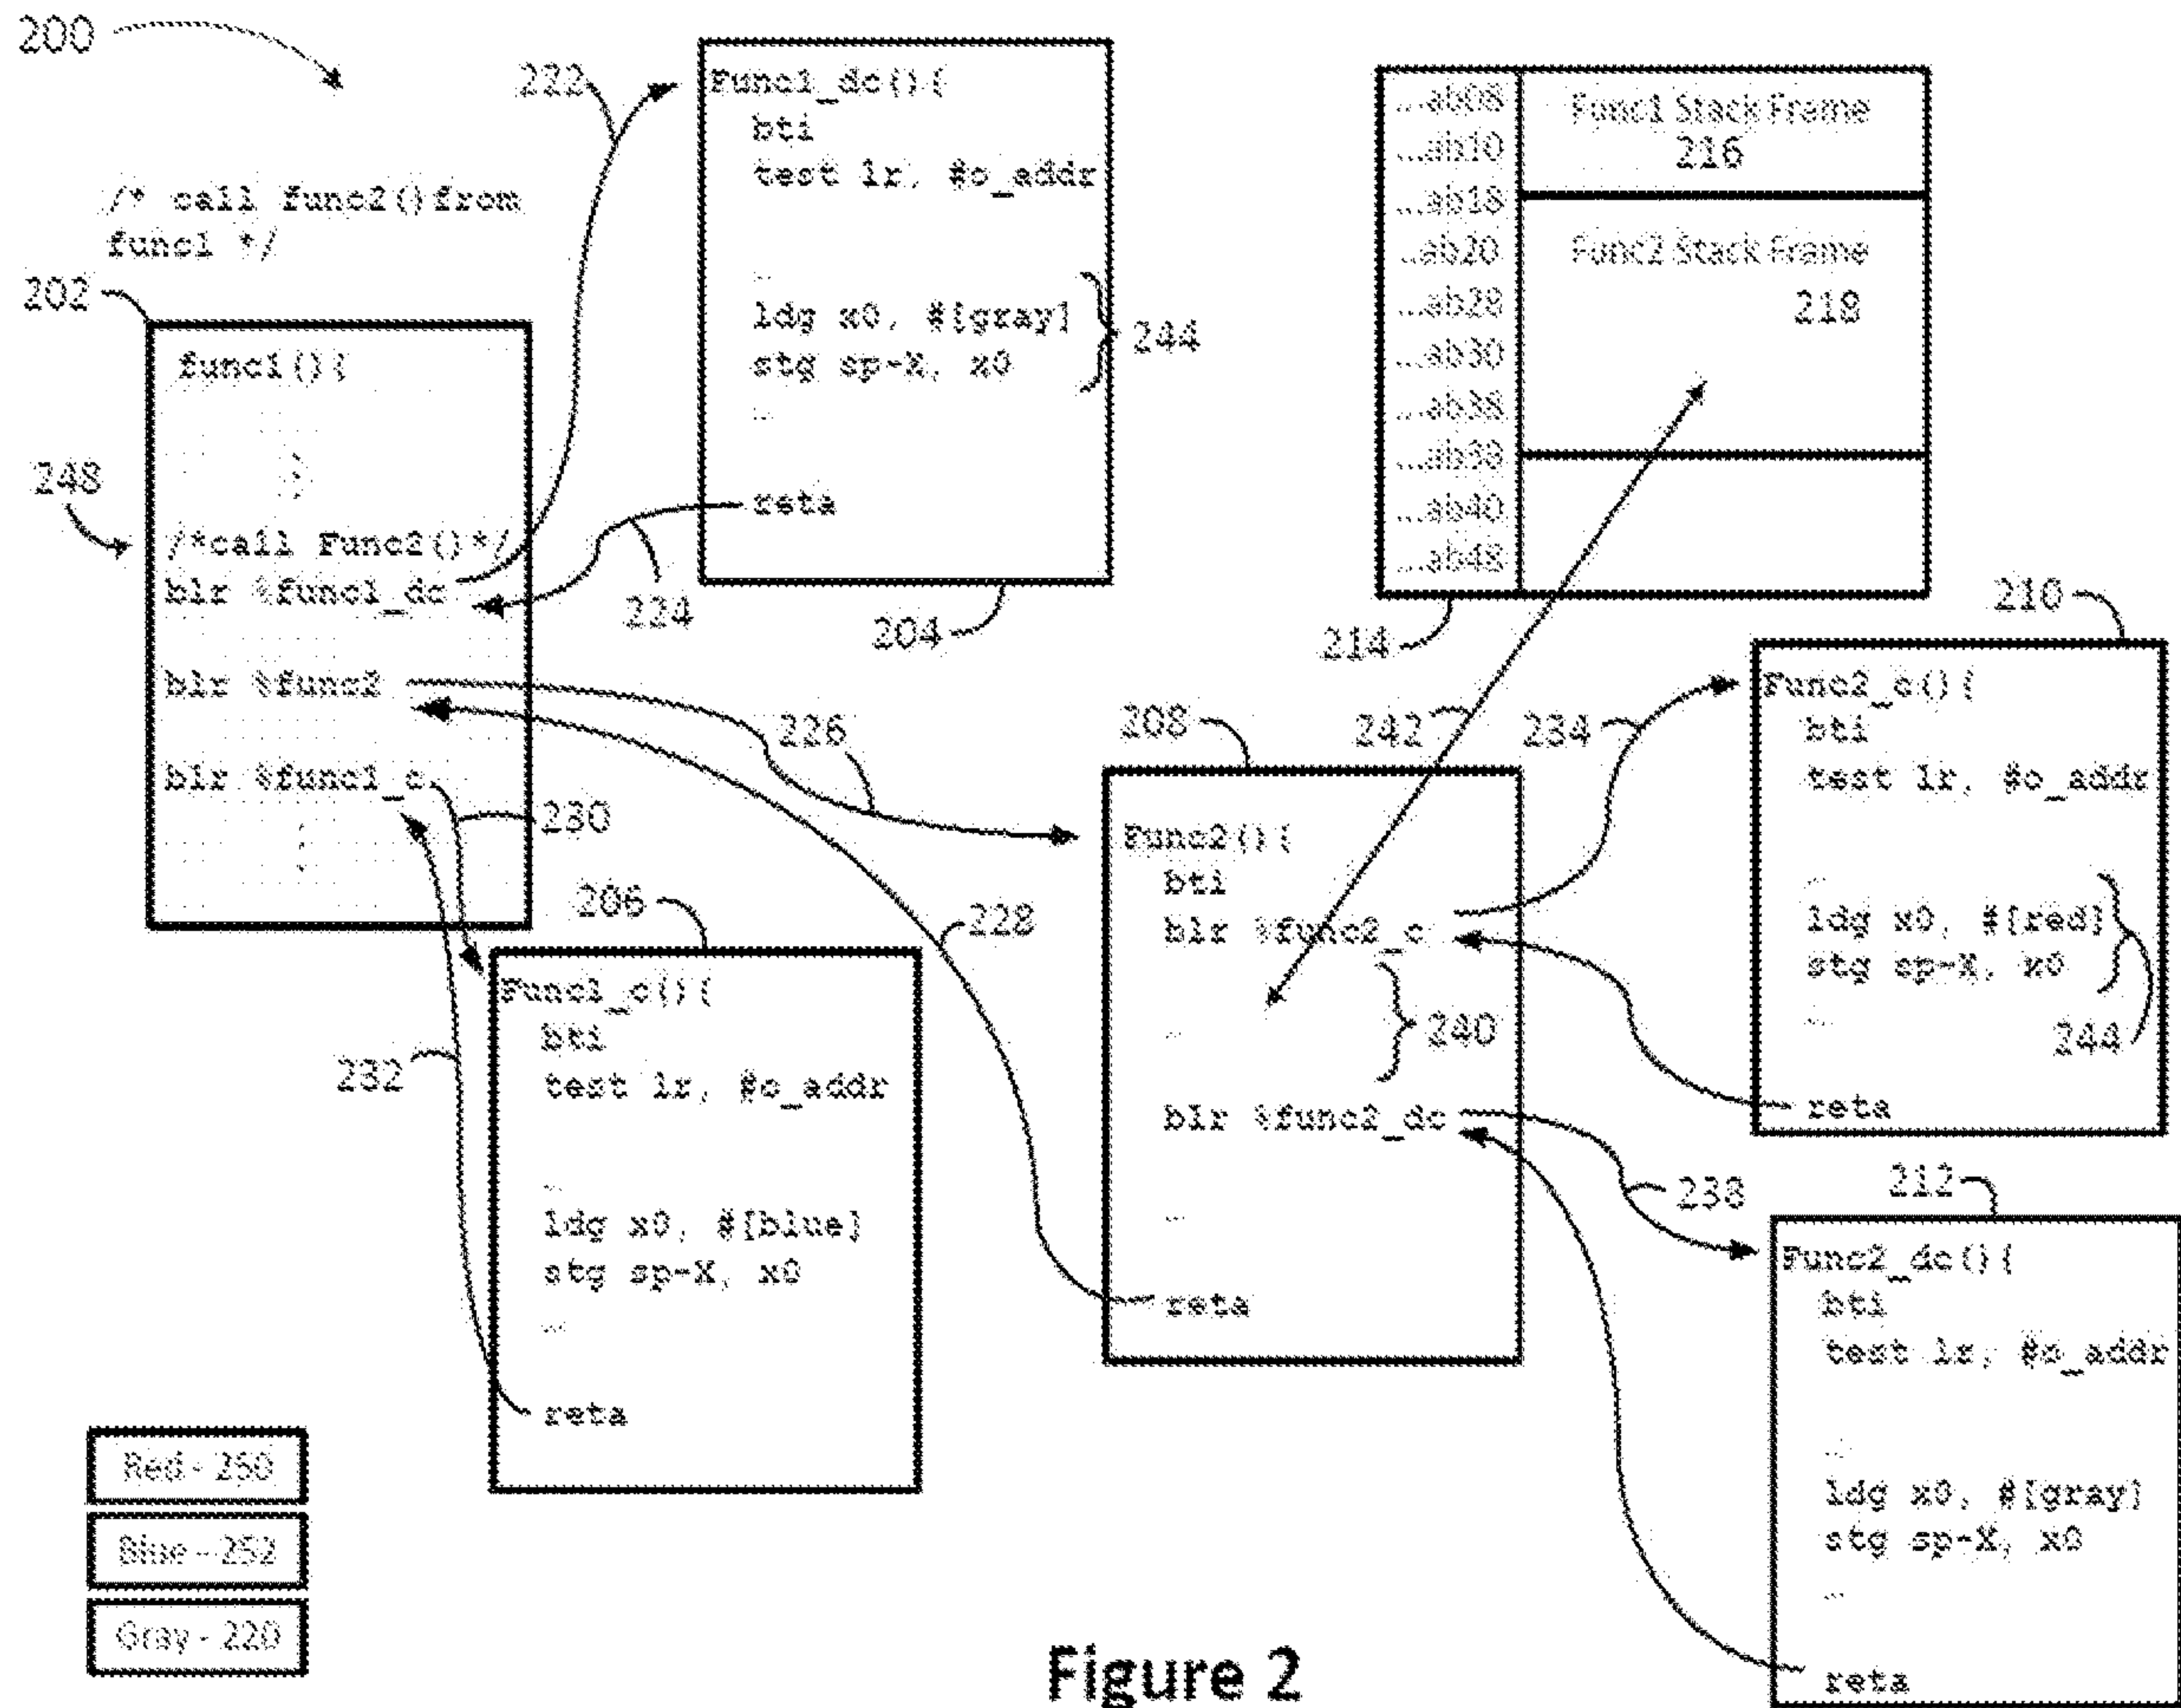 200
/* call func2()from
func1 */
202
func1(){
248
/*call Func2()*/
blr %func1_dc
blr %func2
blr %func1_c
222
Func1_dc(){
bti
test lr, #o_addr
…
ldg x0, #[gray]
stg sp-X, x0
…
reta
244
224
204
…ab08
…ab10
…ab18
…ab20
…ab28
…ab30
…ab38
…ab39
…ab40
…ab48
Func1 Stack Frame
216
Func2 Stack Frame
218
214
226
228
230
232
206
Func1_c(){
bti
test lr, #o_addr
…
ldg x0, #[blue]
stg sp-X, x0
…
reta
208
242
Func2(){
bti
blr %func2_c
…
240
blr %func2_dc
…
reta
210
234
Func2_c(){
bti
test lr, #o_addr
…
ldg x0, #[red]
stg sp-X, x0
…
244
reta
238
212
Func2_dc(){
bti
test lr, #o_addr
…
ldg x0, #[gray]
stg sp-X, x0
…
reta
Red - 250
Blue - 252
Gray - 220
Figure 2